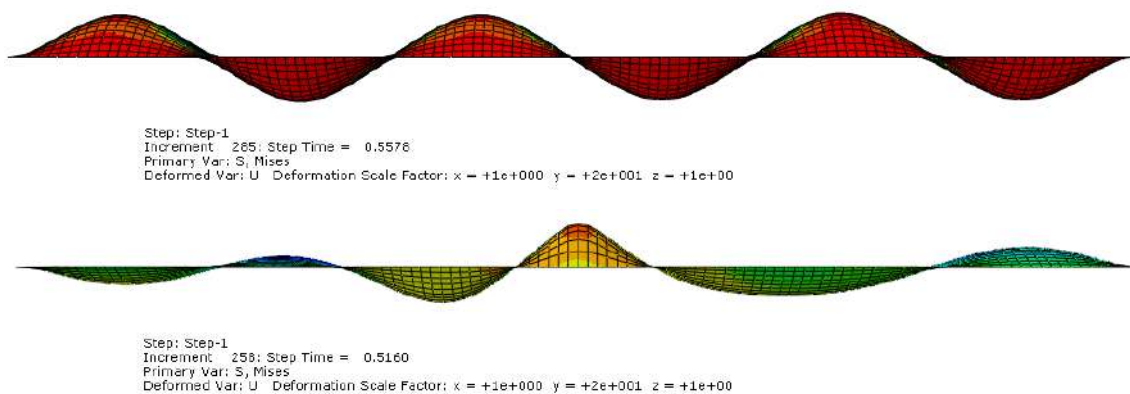 Step: Step-1
Increment 285: Step Time = 0.5578
Primary Var: S, Mises
Deformed Var: U Deformation Scale Factor: x = +1e+000 y = +2e+001 z = +1e+00
Step: Step-1
Increment 258: Step Time = 0.5160
Primary Var: S, Mises
Deformed Var: U Deformation Scale Factor: x = +1e+000 y = +2e+001 z = +1e+00